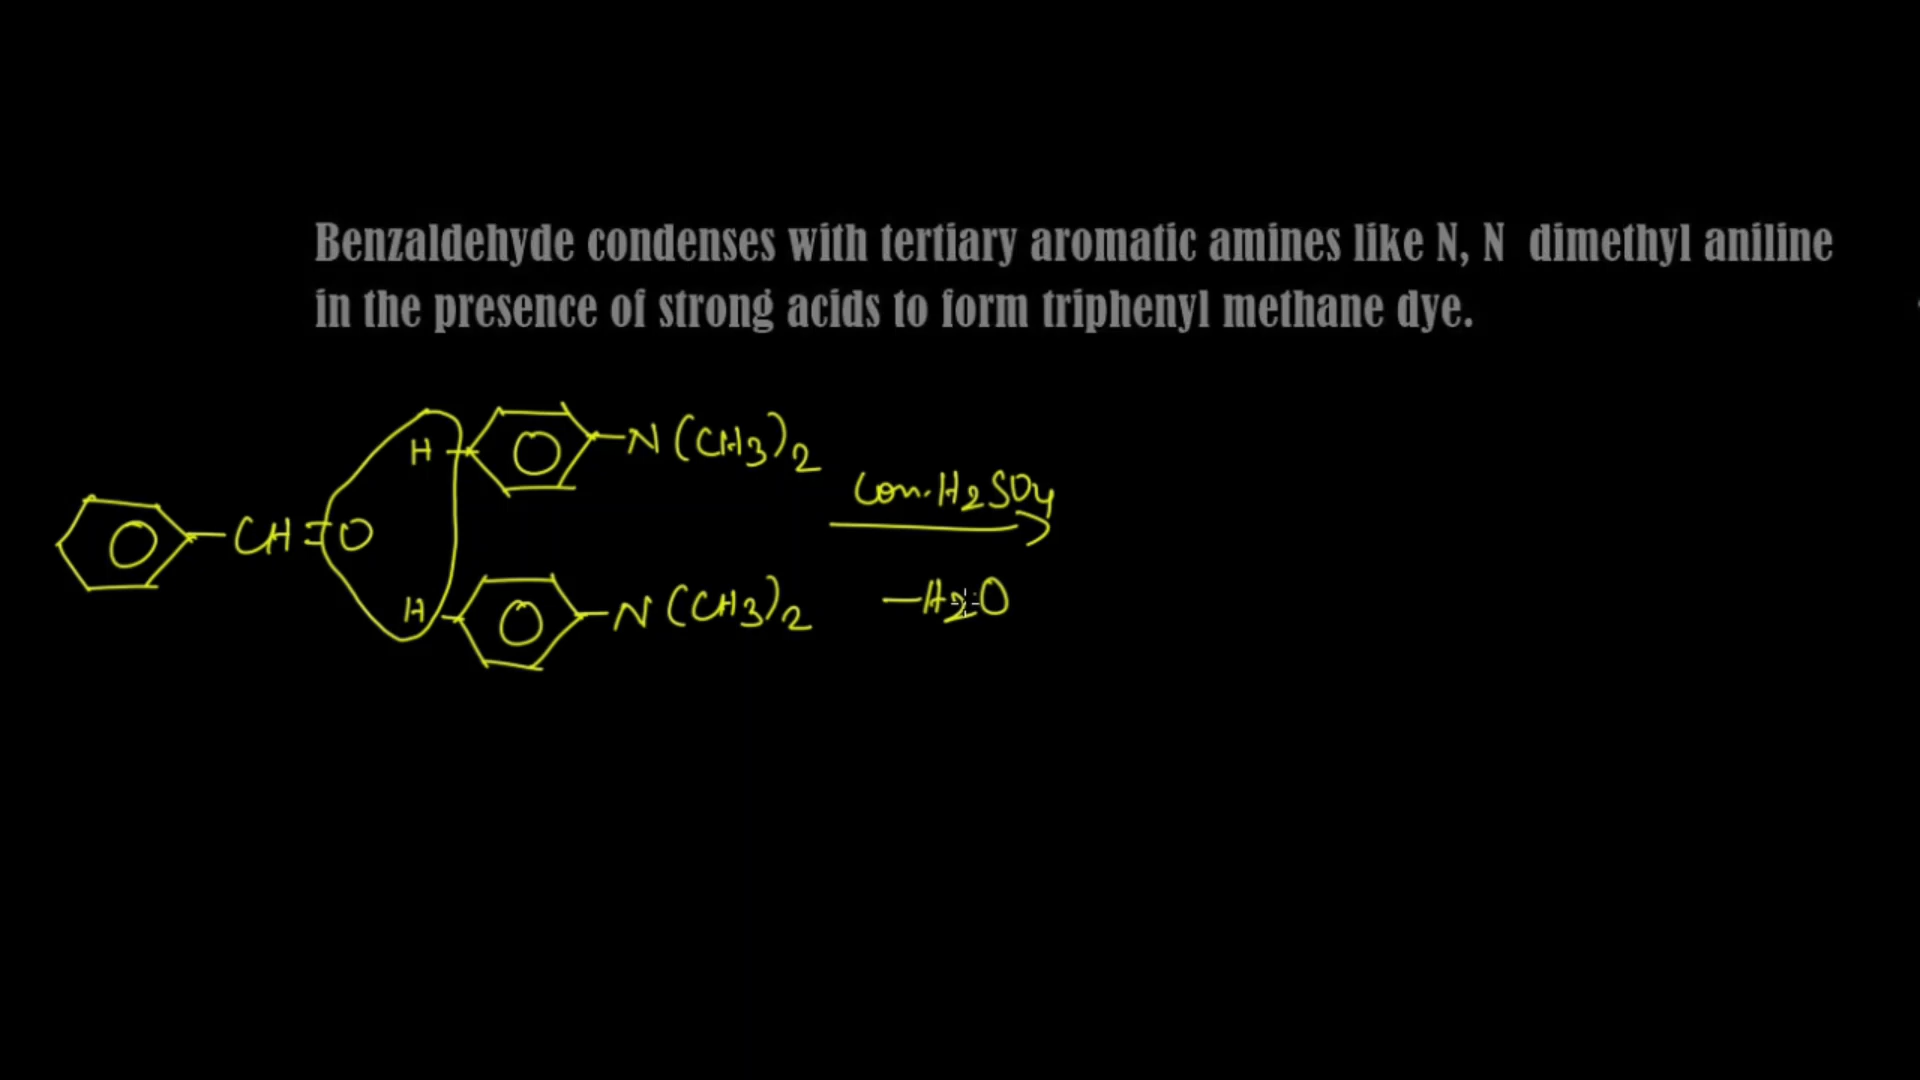 Benzaldehyde condenses with tertiary aromatic amines like N, N dimethyl aniline
in the presence of strong acids to form triphenyl methane dye.
H N(CH3)2
Con. H2SO4
CH=O
H N(CH3)2
-H2O